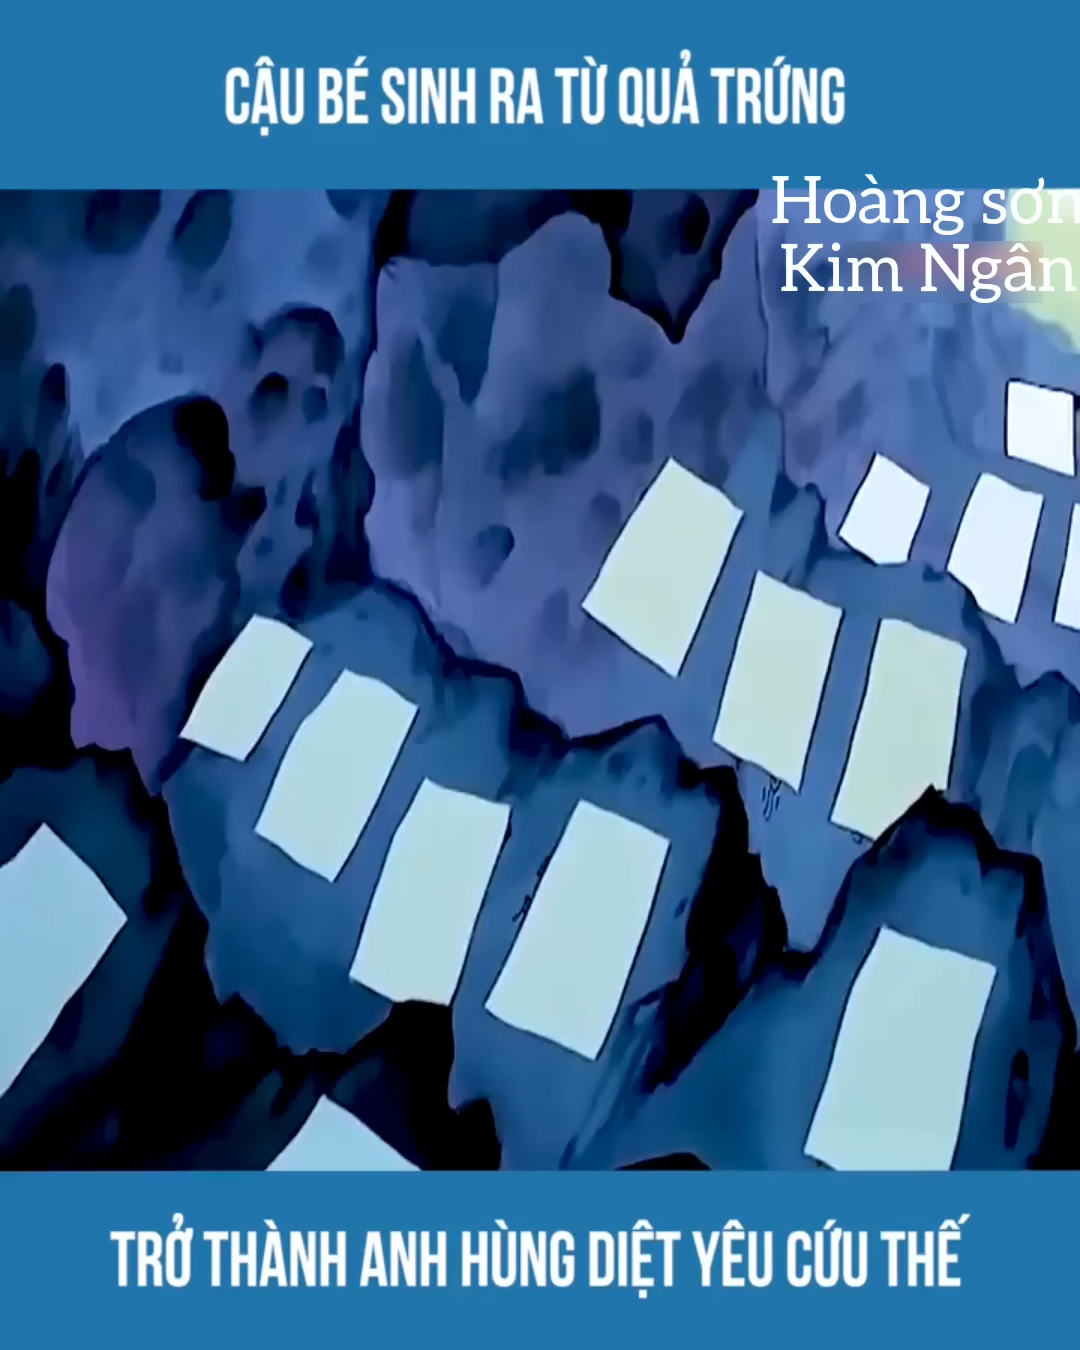 CẬU BÉ SINH RA TỪ QUẢ TRỨNG
Hoàng sơn
Kim Ngân
TRỞ THÀNH ANH HÙNG DIỆT YÊU CỨU THẾ